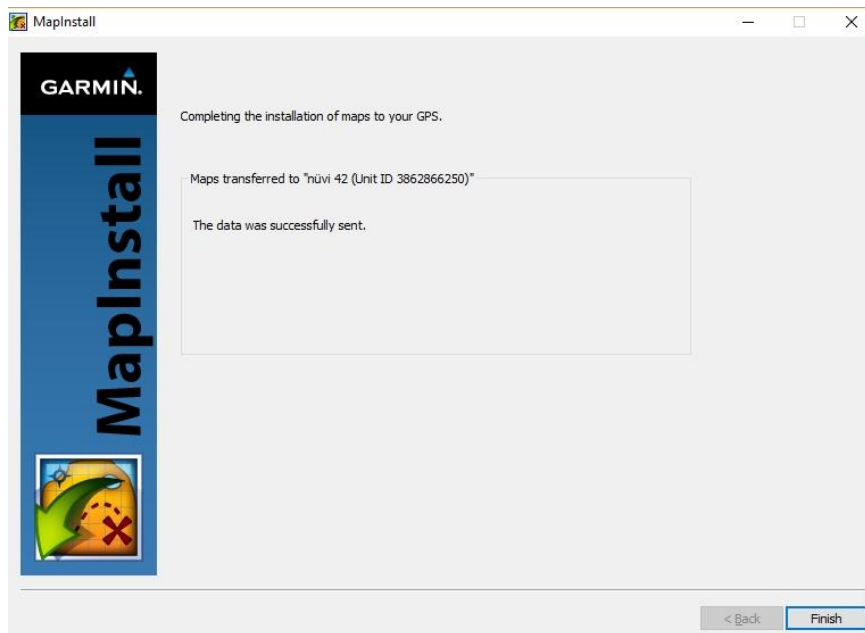 MapInstall
GARMIN.
MapInstall
Completing the installation of maps to your GPS.
Maps transferred to "nüvi 42 (Unit ID 3862866250)"
The data was successfully sent.
< Back
Finish